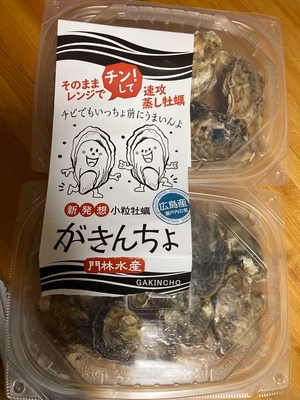 そのまま
レンジで
チン!して
速攻
蒸し牡蠣
チビでもいっちょ前にうまいんよ
新発想 小粒牡蠣
広島産
がきんちょ
門林水産
GAKINCHO